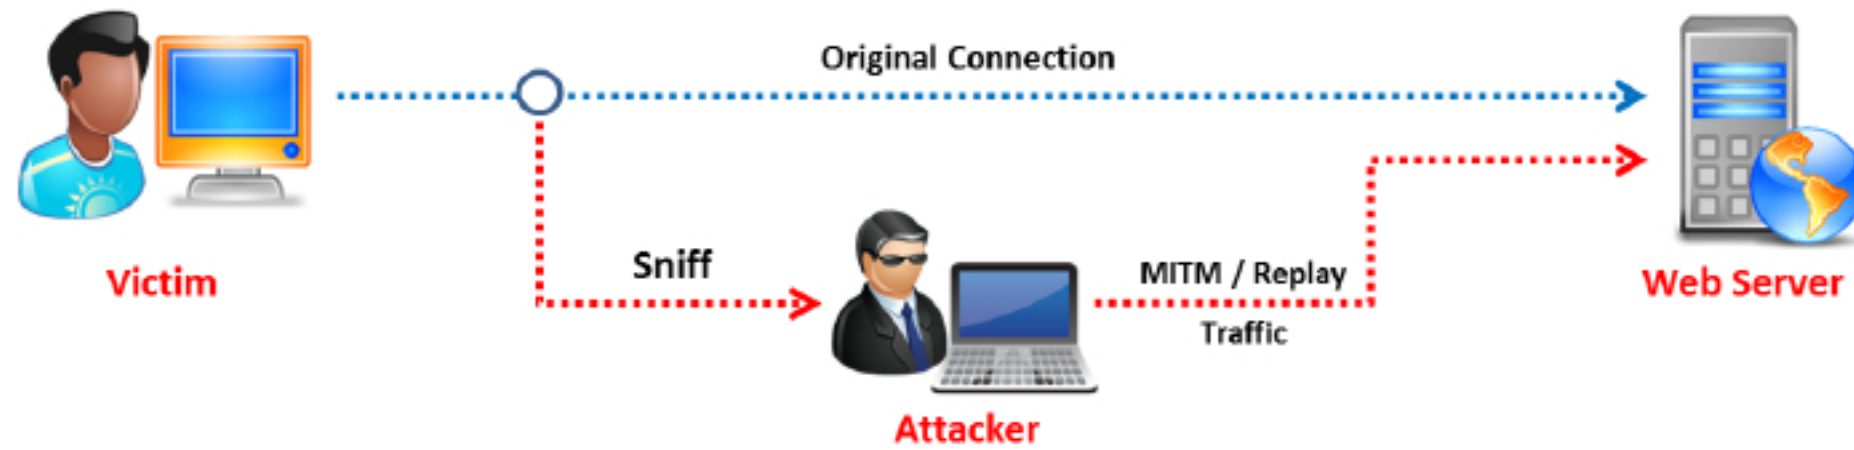 Original Connection
Victim
Sniff
MITM / Replay
Traffic
Web Server
Attacker